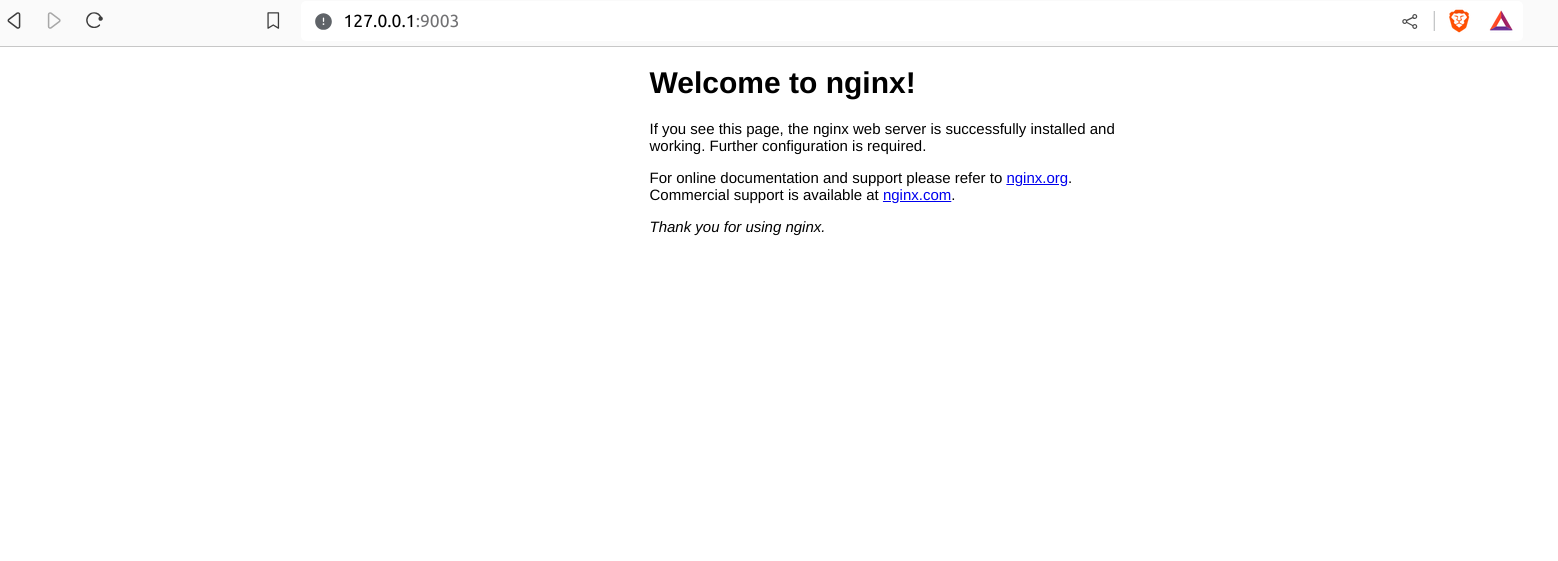 127.0.0.1:9003
Welcome to nginx!
If you see this page, the nginx web server is successfully installed and
working. Further configuration is required.
For online documentation and support please refer to nginx.org.
Commercial support is available at nginx.com.
Thank you for using nginx.